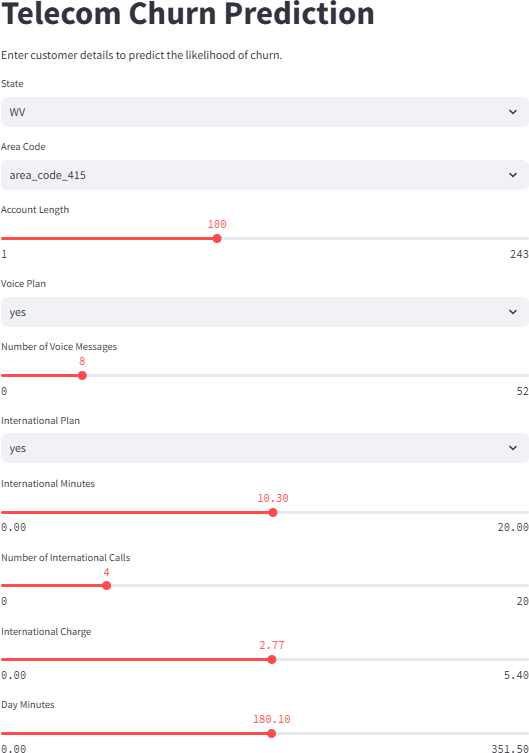 Telecom Churn Prediction
Enter customer details to predict the likelihood of churn.
State
WV
Area Code
area_code_415
Account Length
100
1 243
Voice Plan
yes
Number of Voice Messages
8
0 52
International Plan
yes
International Minutes
10.30
0.00 20.00
Number of International Calls
4
0 20
International Charge
2.77
0.00 5.40
Day Minutes
180.10
0.00 351.50